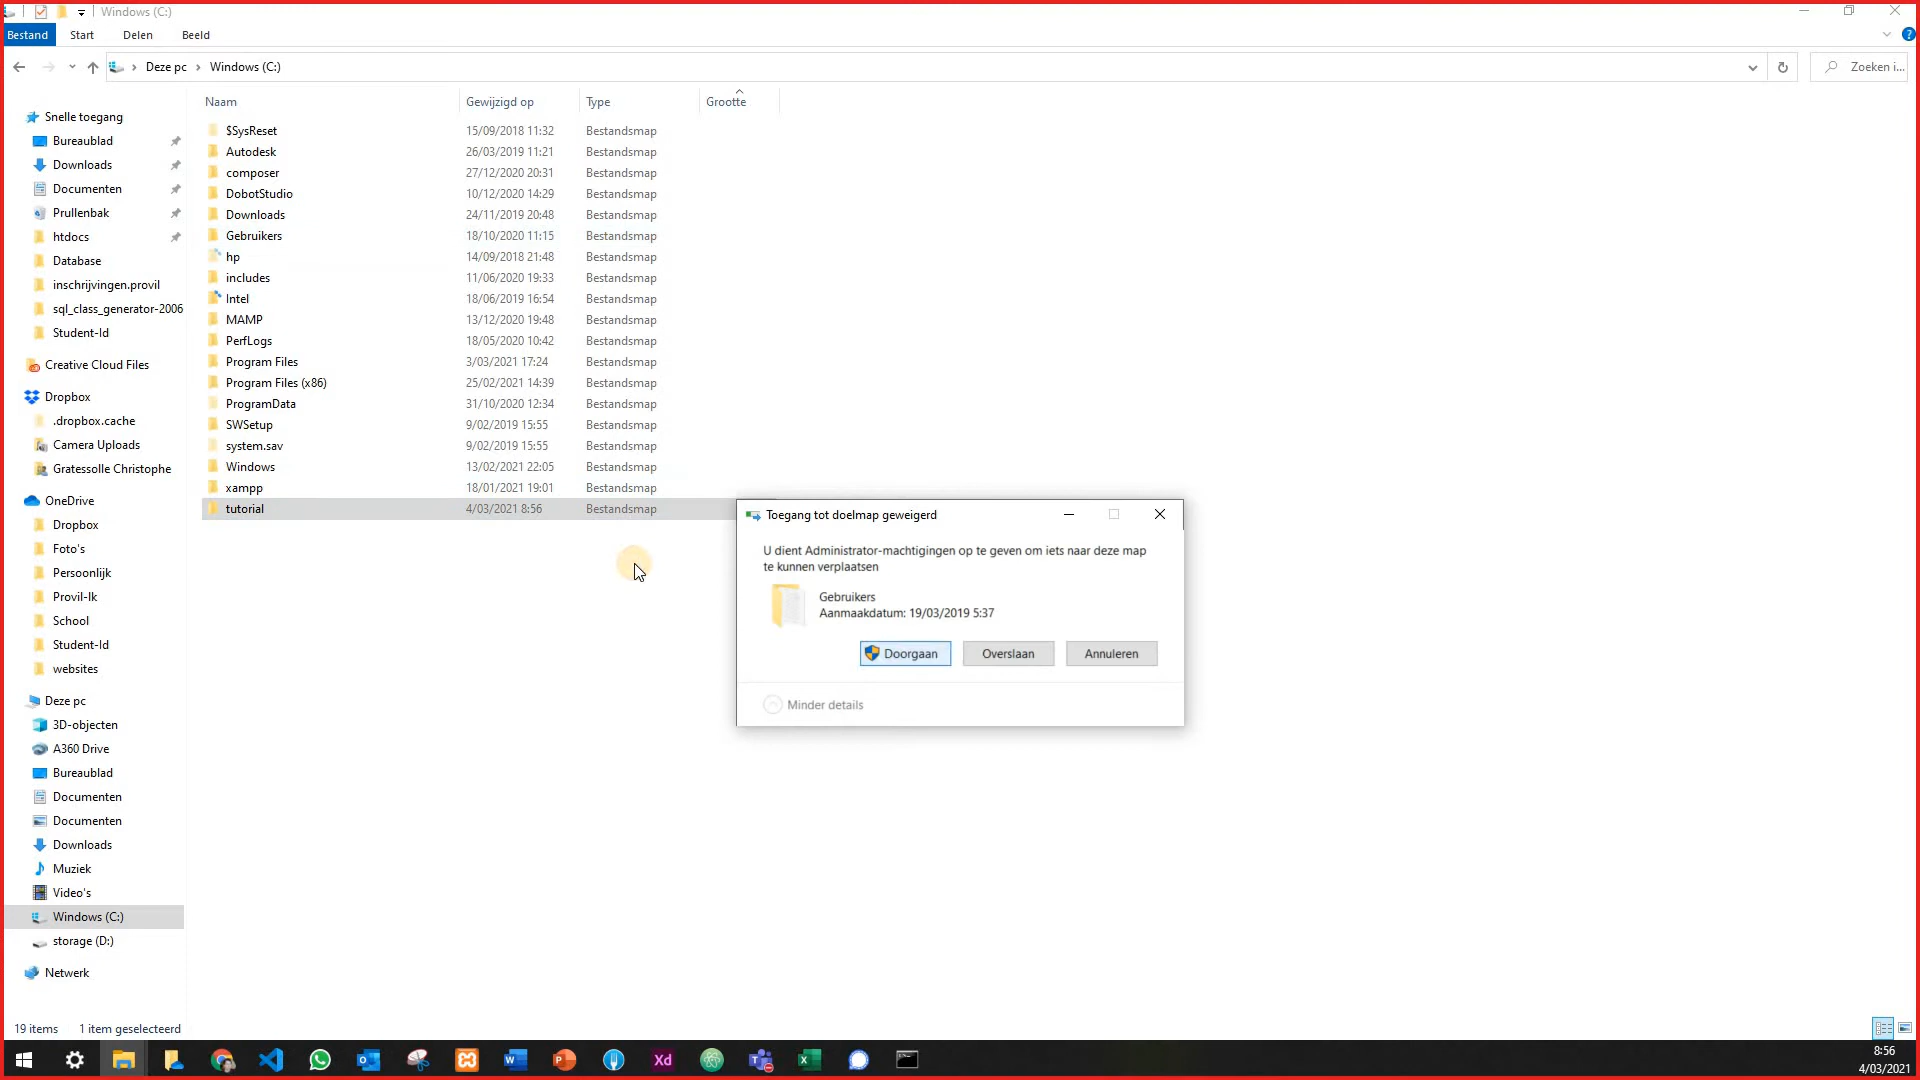 Windows (C:)
Bestand Start Delen Beeld
Deze pc Windows (C:) Zoeken i...
Naam Gewijzigd op Type Grootte
Snelle toegang
Bureaublad
Downloads
Documenten
Prullenbak
htdocs
Database
inschrijvingen.provil
sql_class_generator-2006
Student-Id
Creative Cloud Files
Dropbox
.dropbox.cache
Camera Uploads
Gratessolle Christophe
OneDrive
Dropbox
Foto's
Persoonlijk
Provil-Ik
School
Student-Id
websites
Deze pc
3D-objecten
A360 Drive
Bureaublad
Documenten
Documenten
Downloads
Muziek
Video's
Windows (C:)
storage (D:)
Netwerk
$SysReset 15/09/2018 11:32 Bestandsmap
Autodesk 26/03/2019 11:21 Bestandsmap
composer 27/12/2020 20:31 Bestandsmap
DobotStudio 10/12/2020 14:29 Bestandsmap
Downloads 24/11/2019 20:48 Bestandsmap
Gebruikers 18/10/2020 11:15 Bestandsmap
hp 14/09/2018 21:48 Bestandsmap
includes 11/06/2020 19:33 Bestandsmap
Intel 18/06/2019 16:54 Bestandsmap
MAMP 13/12/2020 19:48 Bestandsmap
PerfLogs 18/05/2020 10:42 Bestandsmap
Program Files 3/03/2021 17:24 Bestandsmap
Program Files (x86) 25/02/2021 14:39 Bestandsmap
ProgramData 31/10/2020 12:34 Bestandsmap
SWSetup 9/02/2019 15:55 Bestandsmap
system.sav 9/02/2019 15:55 Bestandsmap
Windows 13/02/2021 22:05 Bestandsmap
xampp 18/01/2021 19:01 Bestandsmap
tutorial 4/03/2021 8:56 Bestandsmap
Toegang tot doelmap geweigerd
U dient Administrator-machtigingen op te geven om iets naar deze map
te kunnen verplaatsen
Gebruikers
Aanmaakdatum: 19/03/2019 5:37
Doorgaan Overslaan Annuleren
Minder details
19 items 1 item geselecteerd
Xd
8:56
4/03/2021